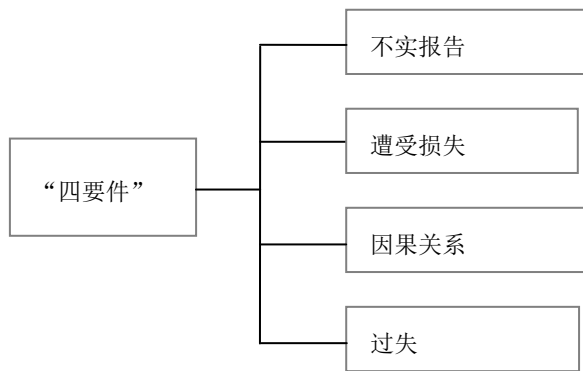 不实报告
遭受损失
“四要件”
因果关系
过失